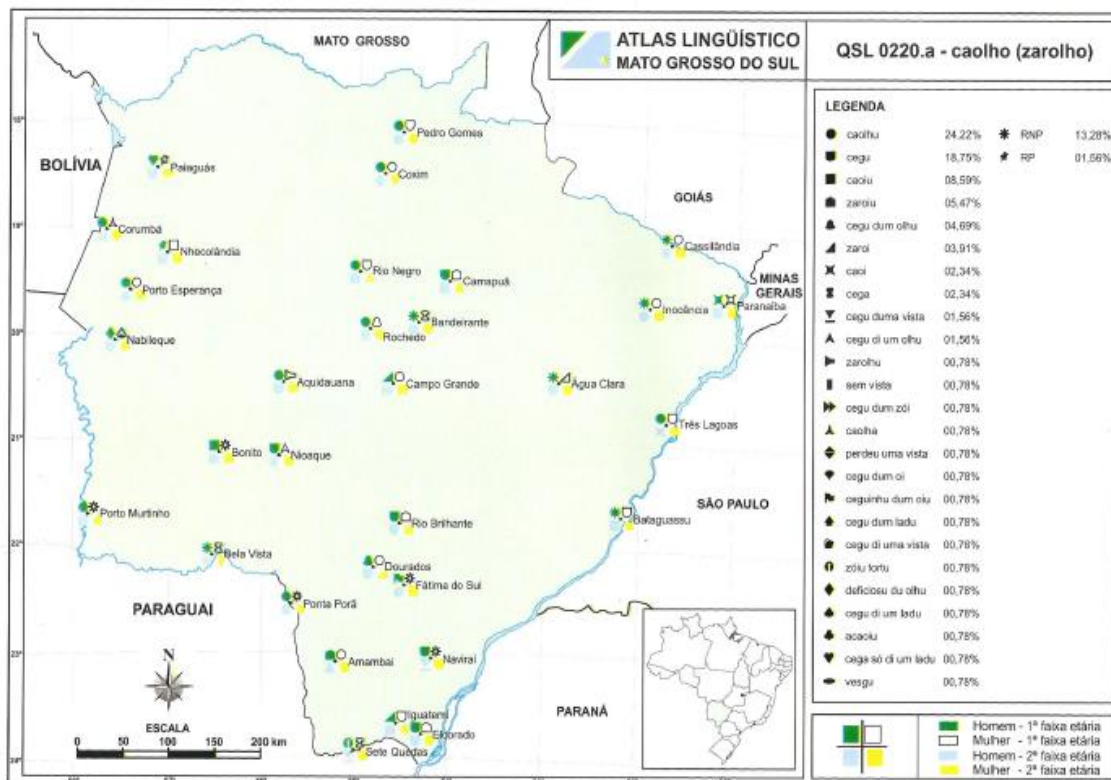 ATLAS LINGÜÍSTICO
MATO GROSSO DO SUL
QSL 0220.a - caolho (zarolho)
MATO GROSSO
BOLÍVIA
GOIÁS
MINAS
GERAIS
SÃO PAULO
PARANÁ
PARAGUAI
Pedro Gomes
Paiaguás
Coxim
Corumbá
Nhecolândia
Cassilândia
Rio Negro
Camapuã
Porto Esperança
Inocência
Paranaíba
Bandeirante
Rochedo
Nabileque
Aquidauana
Campo Grande
Água Clara
Três Lagoas
Bonito
Nioaque
Porto Murtinho
Rio Brilhante
Bataguassu
Bela Vista
Dourados
Fátima do Sul
Ponta Porã
Amambai
Naviraí
Iguatemi
Eldorado
Sete Quedas
N
ESCALA
0 50 100 150 200 km
LEGENDA
caolhu 24,22%
cegu 18,75%
caoiu 08,59%
zaroiu 05,47%
cegu dum olhu 04,69%
zaroi 03,91%
caoi 02,34%
cega 02,34%
cegu duma vista 01,56%
cegu di um olhu 01,56%
zarolhu 00,78%
sem vista 00,78%
cegu dum zói 00,78%
caolha 00,78%
perdeu uma vista 00,78%
cegu dum oi 00,78%
ceguinhu dum oiu 00,78%
cegu dum ladu 00,78%
cegu di uma vista 00,78%
zóiu tortu 00,78%
deficiosu du olhu 00,78%
cegu di um ladu 00,78%
acaoiu 00,78%
cega só di um ladu 00,78%
vesgu 00,78%
RNP 13,28%
RP 01,56%
Homem - 1ª faixa etária
Mulher - 1ª faixa etária
Homem - 2ª faixa etária
Mulher - 2ª faixa etária